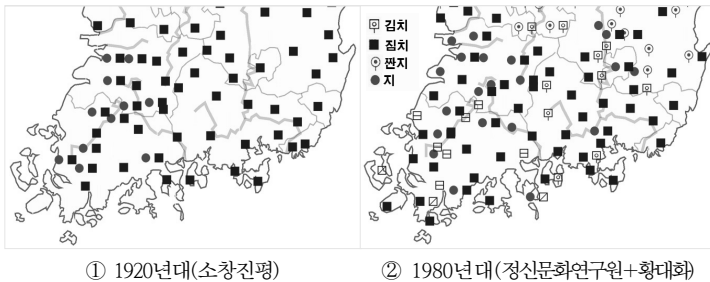 김치
짐치
짠지
지
① 1920년대(소창진평)
② 1980년대(정신문화연구원+황대화)